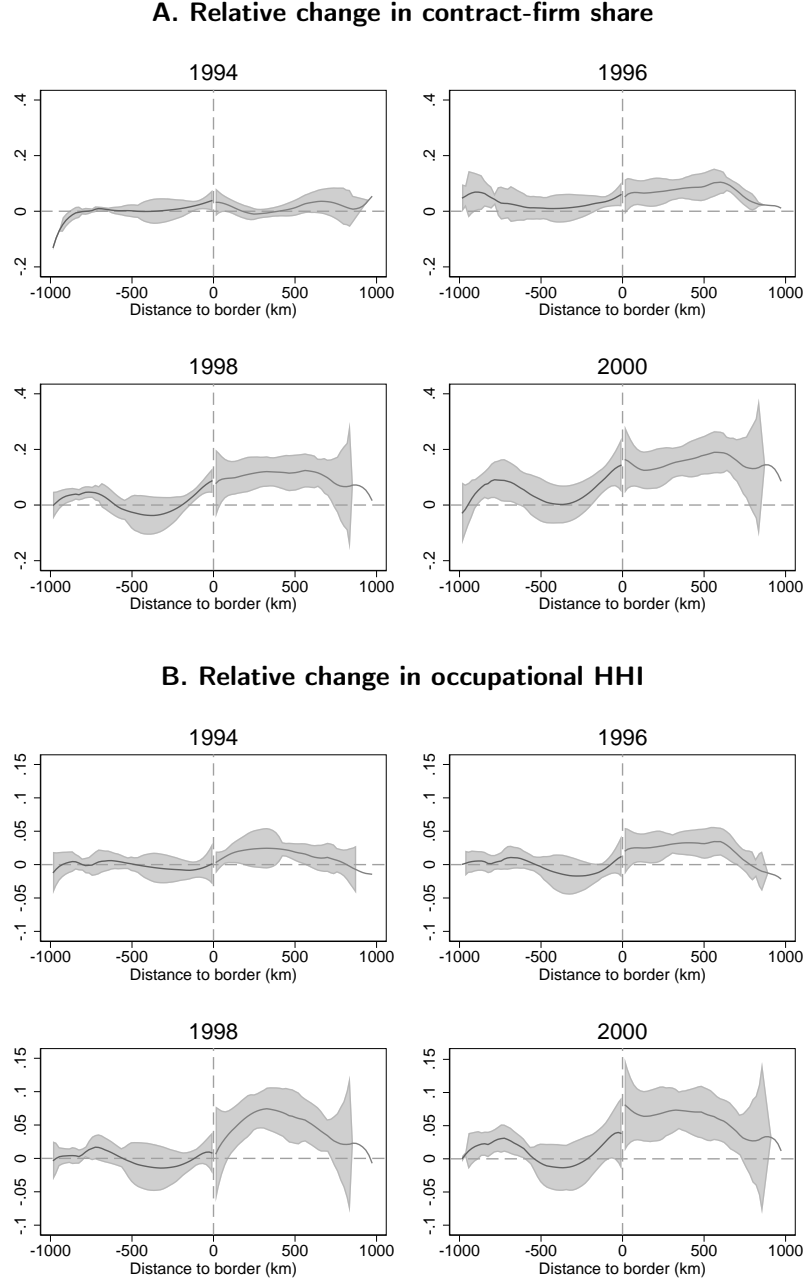 A. Relative change in contract-firm share
1994
1996
.4
.2
0
-.2
-1000 -500 0 500 1000
Distance to border (km)
.4
.2
0
-.2
-1000 -500 0 500 1000
Distance to border (km)
1998
2000
.4
.2
0
-.2
-1000 -500 0 500 1000
Distance to border (km)
.4
.2
0
-.2
-1000 -500 0 500 1000
Distance to border (km)
B. Relative change in occupational HHI
1994
1996
.15
.1
.05
0
-.05
-.1
-1000 -500 0 500 1000
Distance to border (km)
.15
.1
.05
0
-.05
-.1
-1000 -500 0 500 1000
Distance to border (km)
1998
2000
.15
.1
.05
0
-.05
-.1
-1000 -500 0 500 1000
Distance to border (km)
.15
.1
.05
0
-.05
-.1
-1000 -500 0 500 1000
Distance to border (km)